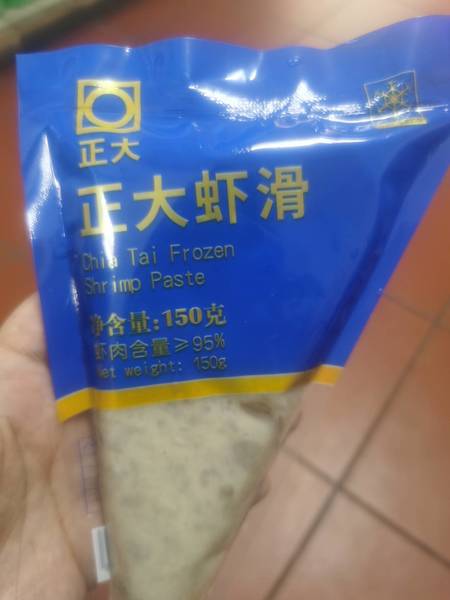 正大
正大虾滑
Chia Tai Frozen
Shrimp Paste
净含量:150克
虾肉含量≥95%
Net weight: 150g